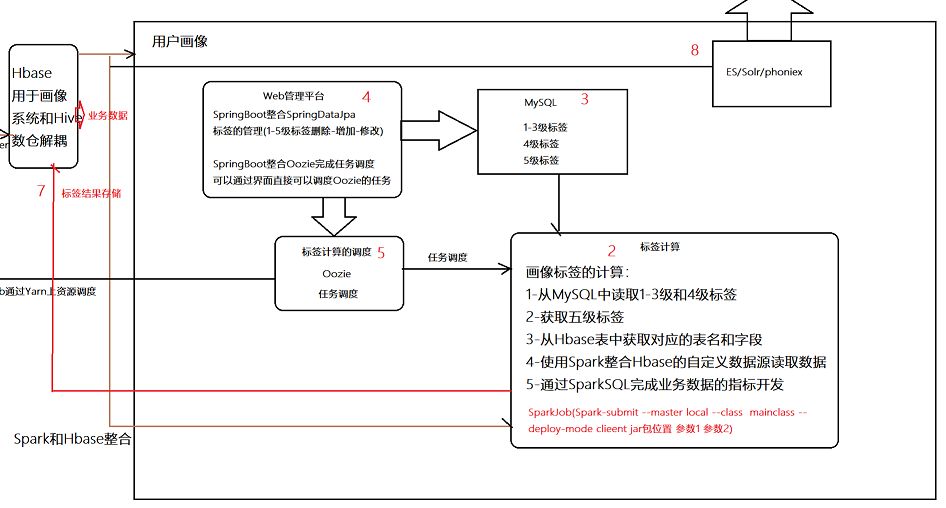 用户画像
8
ES/Solr/phoniex
Hbase
用于画像
系统和Hive
数仓解耦
业务数据
er
7
标签结果存储
Web管理平台
4
SpringBoot整合SpringDataJpa
标签的管理(1-5级标签删除-增加-修改)
SpringBoot整合Oozie完成任务调度
可以通过界面直接可以调度Oozie的任务
MySQL
3
1-3级标签
4级标签
5级标签
标签计算的调度
5
Oozie
任务调度
任务调度
b通过Yarn上资源调度
2
标签计算
画像标签的计算：
1-从MySQL中读取1-3级和4级标签
2-获取五级标签
3-从Hbase表中获取对应的表名和字段
4-使用Spark整合Hbase的自定义数据源读取数据
5-通过SparkSQL完成业务数据的指标开发
SparkJob(Spark-submit --master local --class mainclass --
deploy-mode clieent jar包位置 参数1 参数2)
Spark和Hbase整合